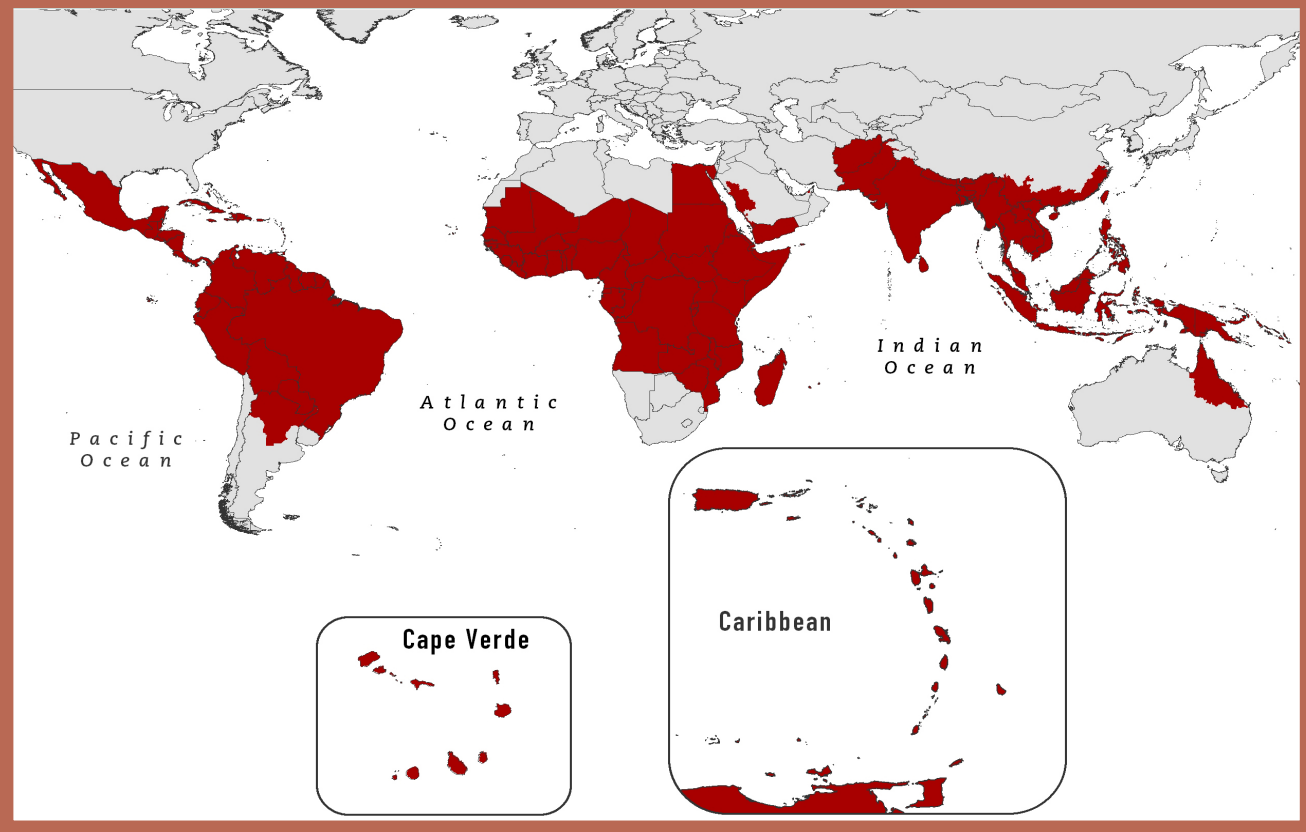 Indian
Ocean
Atlantic
Ocean
Pacific
Ocean
Caribbean
Cape Verde